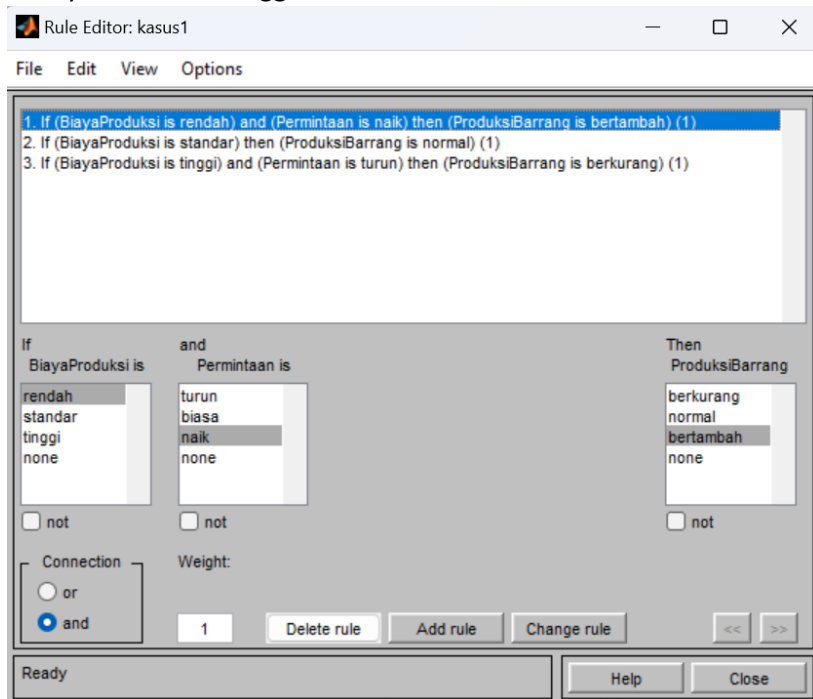 Rule Editor: kasus1
File Edit View Options
1. If (BiayaProduksi is rendah) and (Permintaan is naik) then (ProduksiBarrang is bertambah) (1)
2. If (BiayaProduksi is standar) then (ProduksiBarrang is normal) (1)
3. If (BiayaProduksi is tinggi) and (Permintaan is turun) then (ProduksiBarrang is berkurang) (1)
If and Then
BiayaProduksi is Permintaan is ProduksiBarrang
rendah turun berkurang
standar biasa normal
tinggi naik bertambah
none none none
not not not
Connection Weight:
or
and 1 Delete rule Add rule Change rule << >>
Ready Help Close